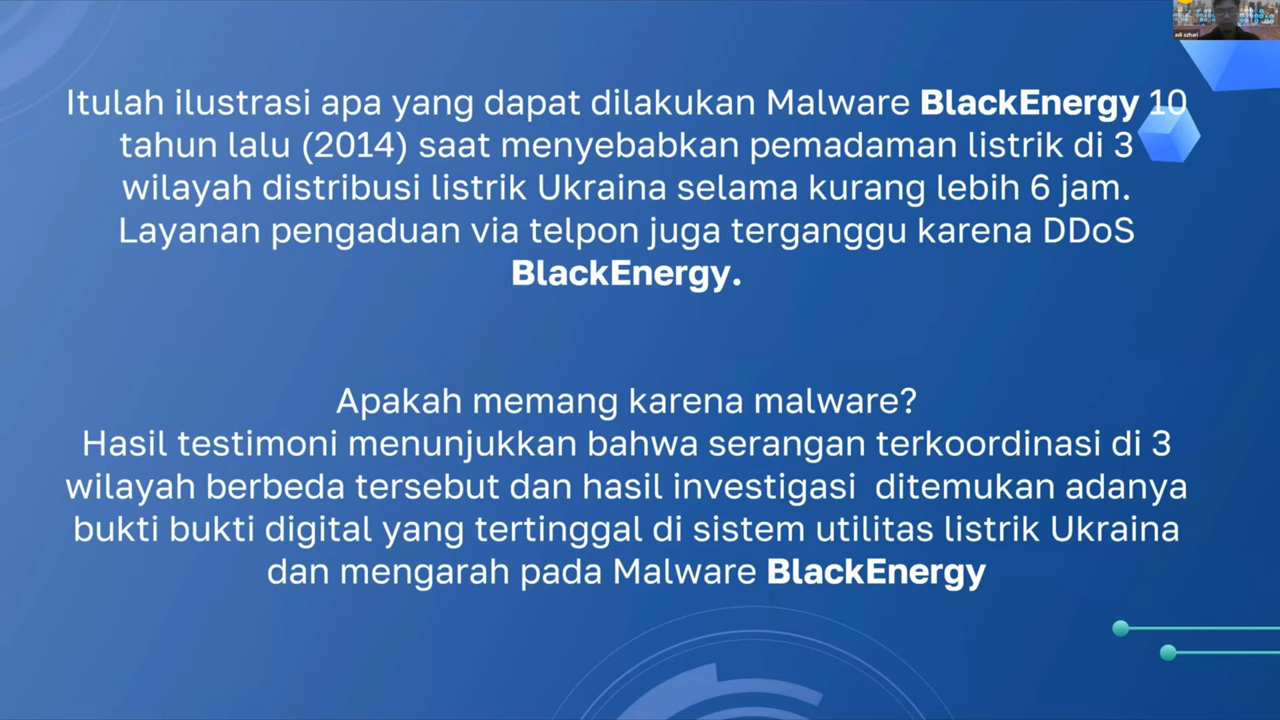 Itulah ilustrasi apa yang dapat dilakukan Malware BlackEnergy 10
tahun lalu (2014) saat menyebabkan pemadaman listrik di 3
wilayah distribusi listrik Ukraina selama kurang lebih 6 jam.
Layanan pengaduan via telpon juga terganggu karena DDoS
BlackEnergy.
Apakah memang karena malware?
Hasil testimoni menunjukkan bahwa serangan terkoordinasi di 3
wilayah berbeda tersebut dan hasil investigasi  ditemukan adanya
bukti bukti digital yang tertinggal di sistem utilitas listrik Ukraina
dan mengarah pada Malware BlackEnergy
adi azhari